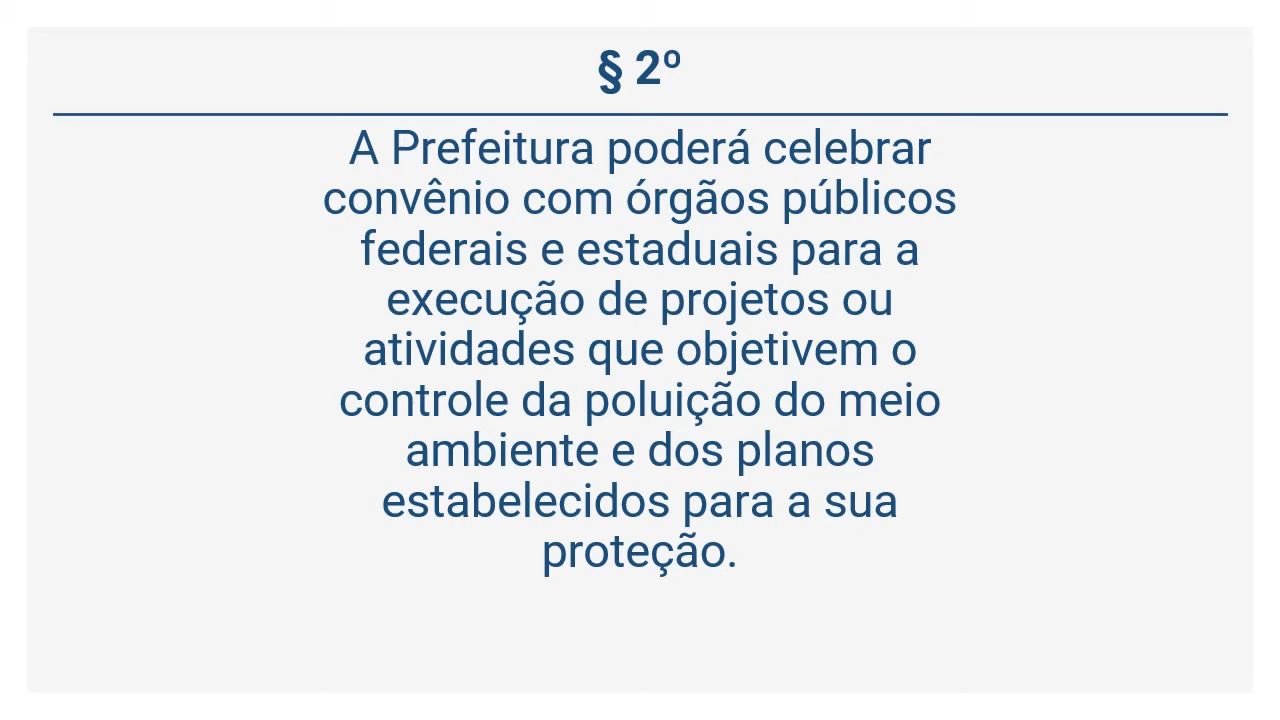 § 2º
A Prefeitura poderá celebrar
convênio com órgãos públicos
federais e estaduais para a
execução de projetos ou
atividades que objetivem o
controle da poluição do meio
ambiente e dos planos
estabelecidos para a sua
proteção.